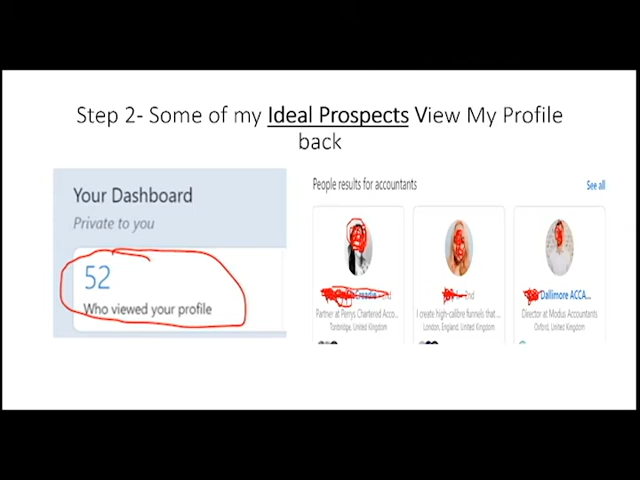 Step 2- Some of my Ideal Prospects View My Profile
back
Your Dashboard
Private to you
52
Who viewed your profile
People results for accountants
See all
2nd
Partner at Perrys Chartered Acco...
Tonbridge, United Kingdom
2nd
I create high-calibre funnels that ...
London, England, United Kingdom
Dallimore ACCA...
Director at Modus Accountants
Oxford, United Kingdom